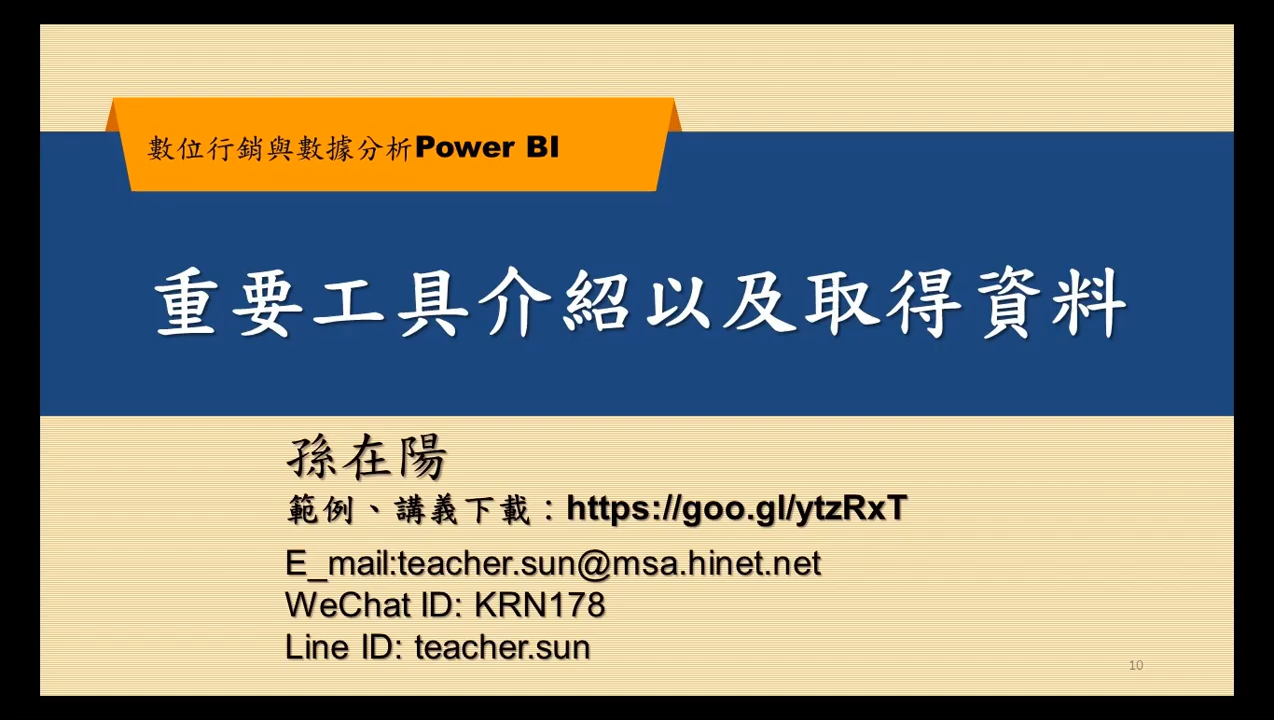 數位行銷與數據分析Power BI
重要工具介紹以及取得資料
孫在陽
範例、講義下載：https://goo.gl/ytzRxT
E_mail:teacher.sun@msa.hinet.net
WeChat ID: KRN178
Line ID: teacher.sun
10